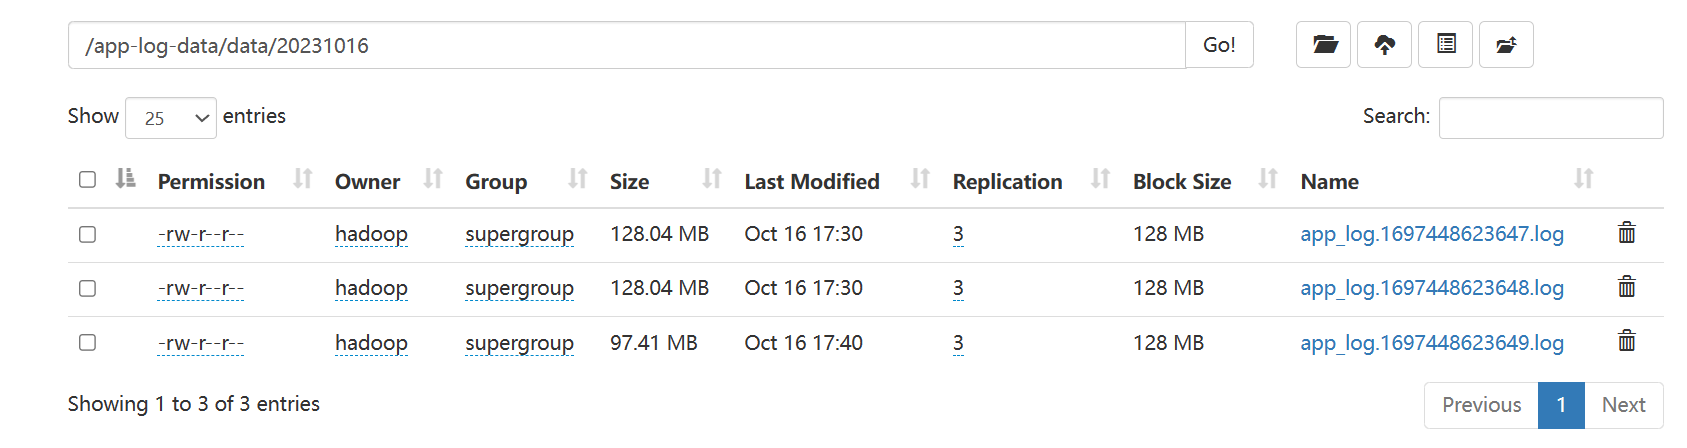 /app-log-data/data/20231016 Go!
Show 25 entries Search:
Permission Owner Group Size Last Modified Replication Block Size Name
-rw-r--r-- hadoop supergroup 128.04 MB Oct 16 17:30 3 128 MB app_log.1697448623647.log
-rw-r--r-- hadoop supergroup 128.04 MB Oct 16 17:30 3 128 MB app_log.1697448623648.log
-rw-r--r-- hadoop supergroup 97.41 MB Oct 16 17:40 3 128 MB app_log.1697448623649.log
Showing 1 to 3 of 3 entries Previous 1 Next